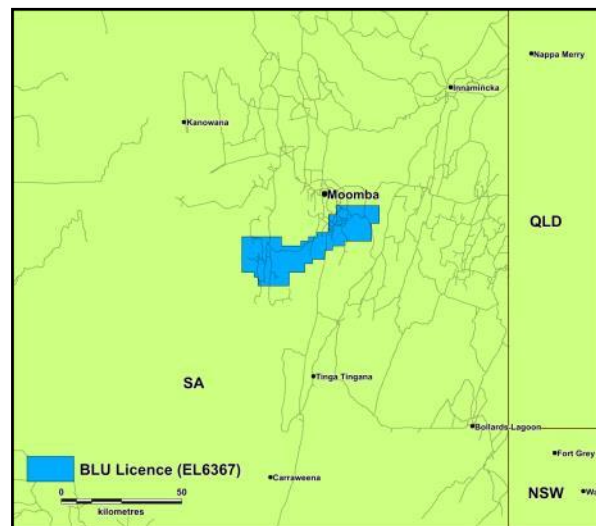 Nappa Merry
Innamincka
Kanowana
Moomba
QLD
SA
Tinga Tingana
Bollards Lagoon
BLU Licence (EL6367)
Fort Grey
Carraweena
NSW
Wa
0 50
kilometres